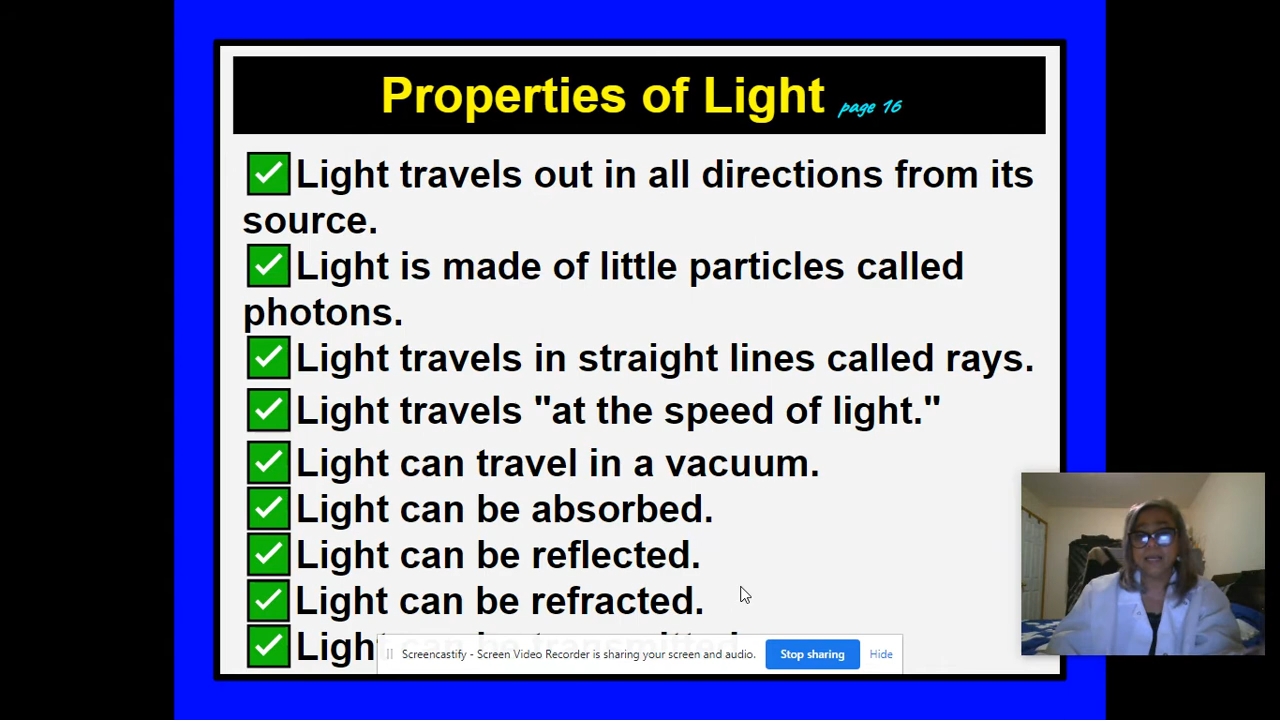 Properties of Light page 16
✅Light travels out in all directions from its
source.
✅Light is made of little particles called
photons.
✅Light travels in straight lines called rays.
✅Light travels "at the speed of light."
✅Light can travel in a vacuum.
✅Light can be absorbed.
✅Light can be reflected.
✅Light can be refracted.
✅Light can be transmitted
Screencastify - Screen Video Recorder is sharing your screen and audio. Stop sharing Hide